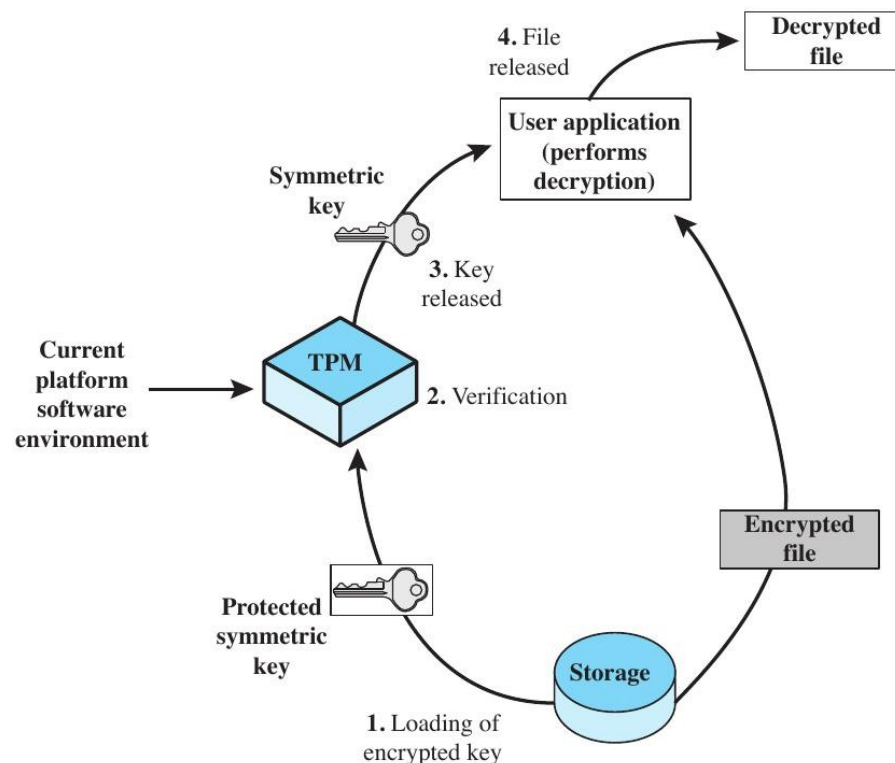 4. File
released
Decrypted
file
User application
(performs
decryption)
Symmetric
key
3. Key
released
Current
platform
software
environment
TPM
2. Verification
Encrypted
file
Protected
symmetric
key
Storage
1. Loading of
encrypted key